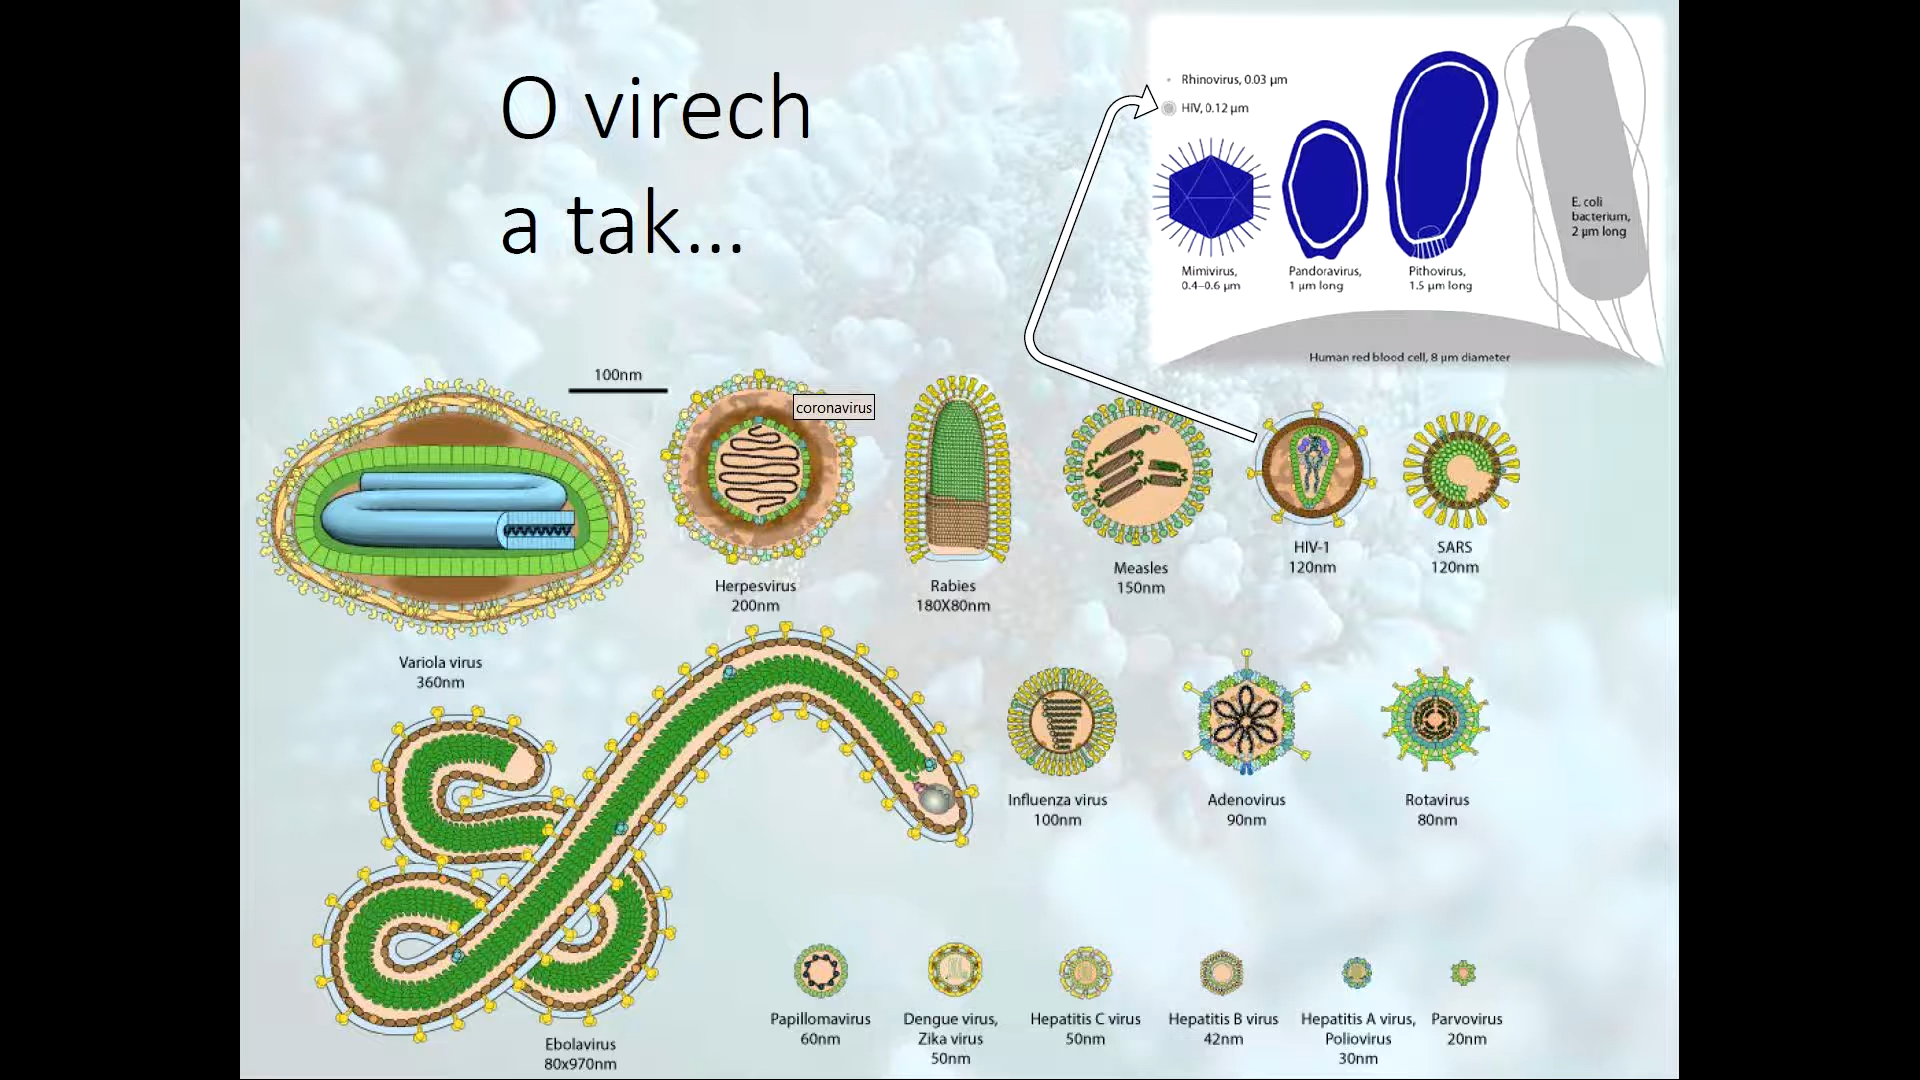 O virech
a tak...
Rhinovirus, 0.03 µm
HIV, 0.12 µm
Mimivirus,
0.4–0.6 µm
Pandoravirus,
1 µm long
Pithovirus,
1.5 µm long
E. coli
bacterium,
2 µm long
Human red blood cell, 8 µm diameter
100nm
coronavirus
Variola virus
360nm
Herpesvirus
200nm
Rabies
180X80nm
Measles
150nm
HIV-1
120nm
SARS
120nm
Ebolavirus
80x970nm
Influenza virus
100nm
Adenovirus
90nm
Rotavirus
80nm
Papillomavirus
60nm
Dengue virus,
Zika virus
50nm
Hepatitis C virus
50nm
Hepatitis B virus
42nm
Hepatitis A virus,
Poliovirus
30nm
Parvovirus
20nm